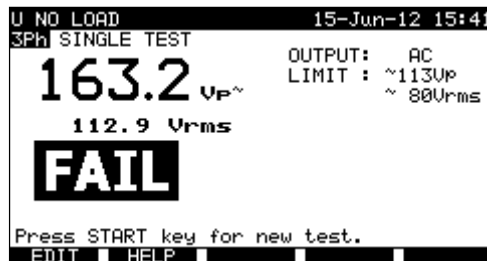 U NO LOAD 15-Jun-12 15:41
3Ph SINGLE TEST
OUTPUT: AC
163.2 Vp~
LIMIT : ~113Vp
~ 80Vrms
112.9 Vrms
FAIL
Press START key for new test.
EDIT HELP